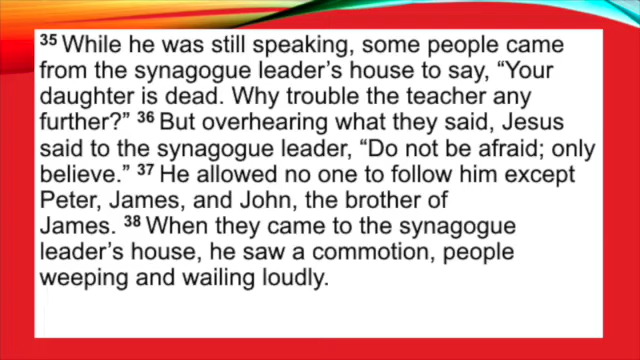 35 While he was still speaking, some people came
from the synagogue leader’s house to say, “Your
daughter is dead. Why trouble the teacher any
further?” 36 But overhearing what they said, Jesus
said to the synagogue leader, “Do not be afraid; only
believe.” 37 He allowed no one to follow him except
Peter, James, and John, the brother of
James. 38 When they came to the synagogue
leader’s house, he saw a commotion, people
weeping and wailing loudly.